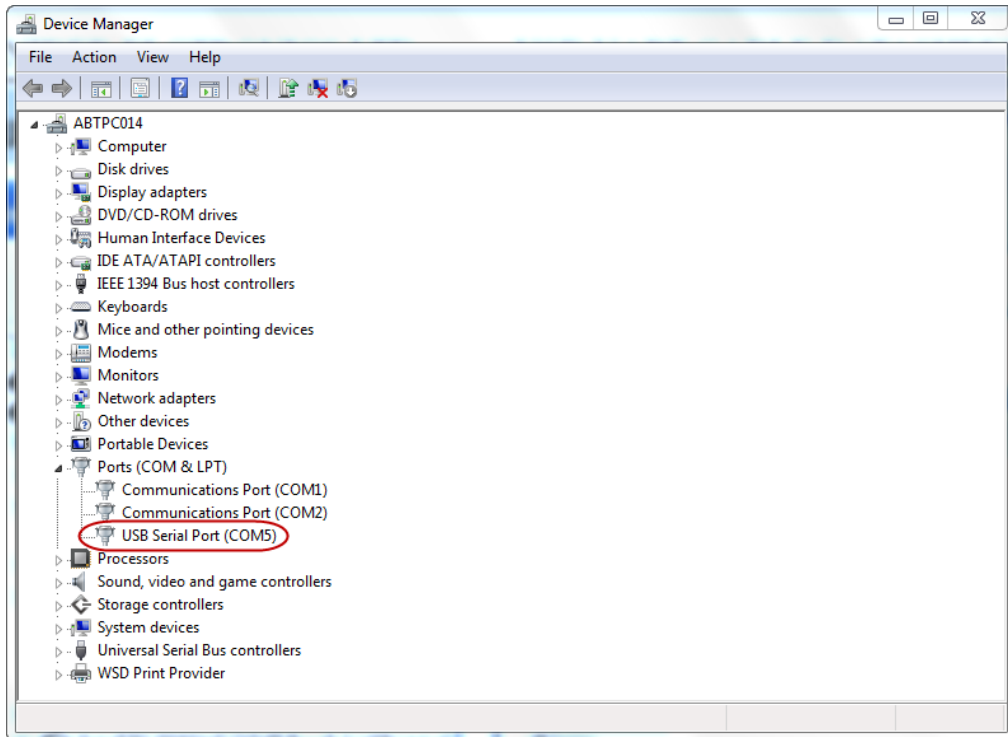 Device Manager
File Action View Help
ABTPC014
Computer
Disk drives
Display adapters
DVD/CD-ROM drives
Human Interface Devices
IDE ATA/ATAPI controllers
IEEE 1394 Bus host controllers
Keyboards
Mice and other pointing devices
Modems
Monitors
Network adapters
Other devices
Portable Devices
Ports (COM & LPT)
Communications Port (COM1)
Communications Port (COM2)
USB Serial Port (COM5)
Processors
Sound, video and game controllers
Storage controllers
System devices
Universal Serial Bus controllers
WSD Print Provider